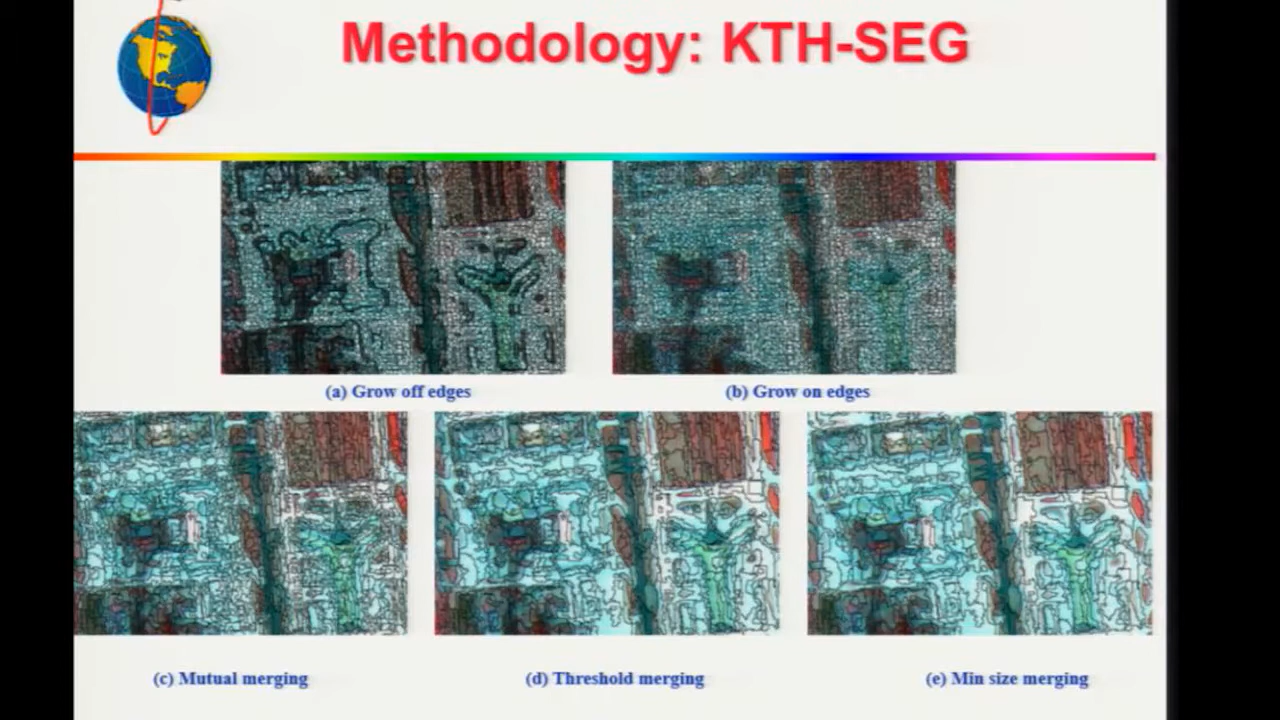 Methodology: KTH-SEG
(a) Grow off edges
(b) Grow on edges
(c) Mutual merging
(d) Threshold merging
(e) Min size merging